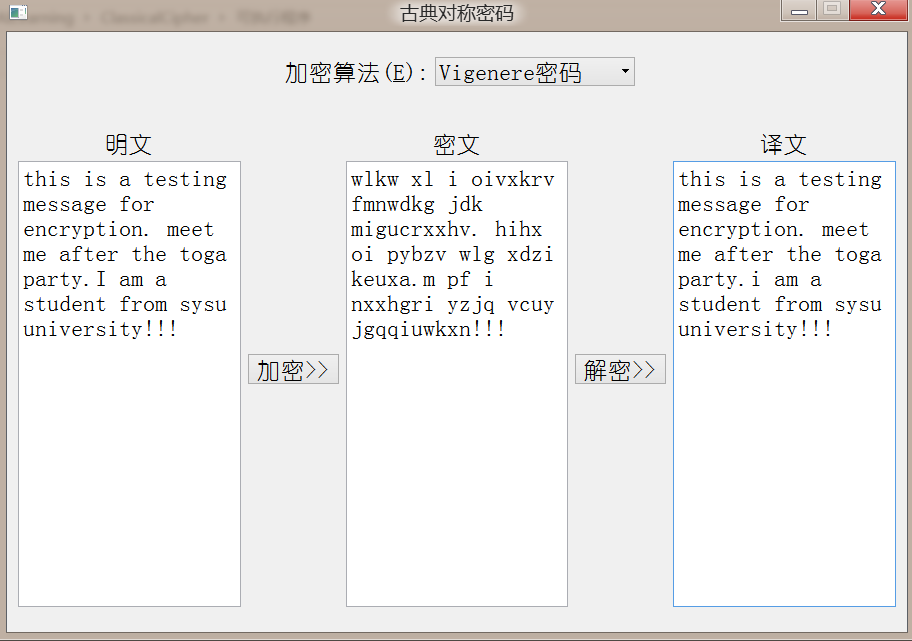 古典对称密码
加密算法(E): Vigenere密码
明文
this is a testing
message for
encryption. meet
me after the toga
party.I am a
student from sysu
university!!!
加密>>
密文
wlkw xl i oivxkrv
fmnwdkg jdk
migucrxxhv. hihx
oi pybzv wlg xdzi
keuxa.m pf i
nxxhgri yzjq vcuy
jgqqiuwkxn!!!
解密>>
译文
this is a testing
message for
encryption. meet
me after the toga
party.i am a
student from sysu
university!!!